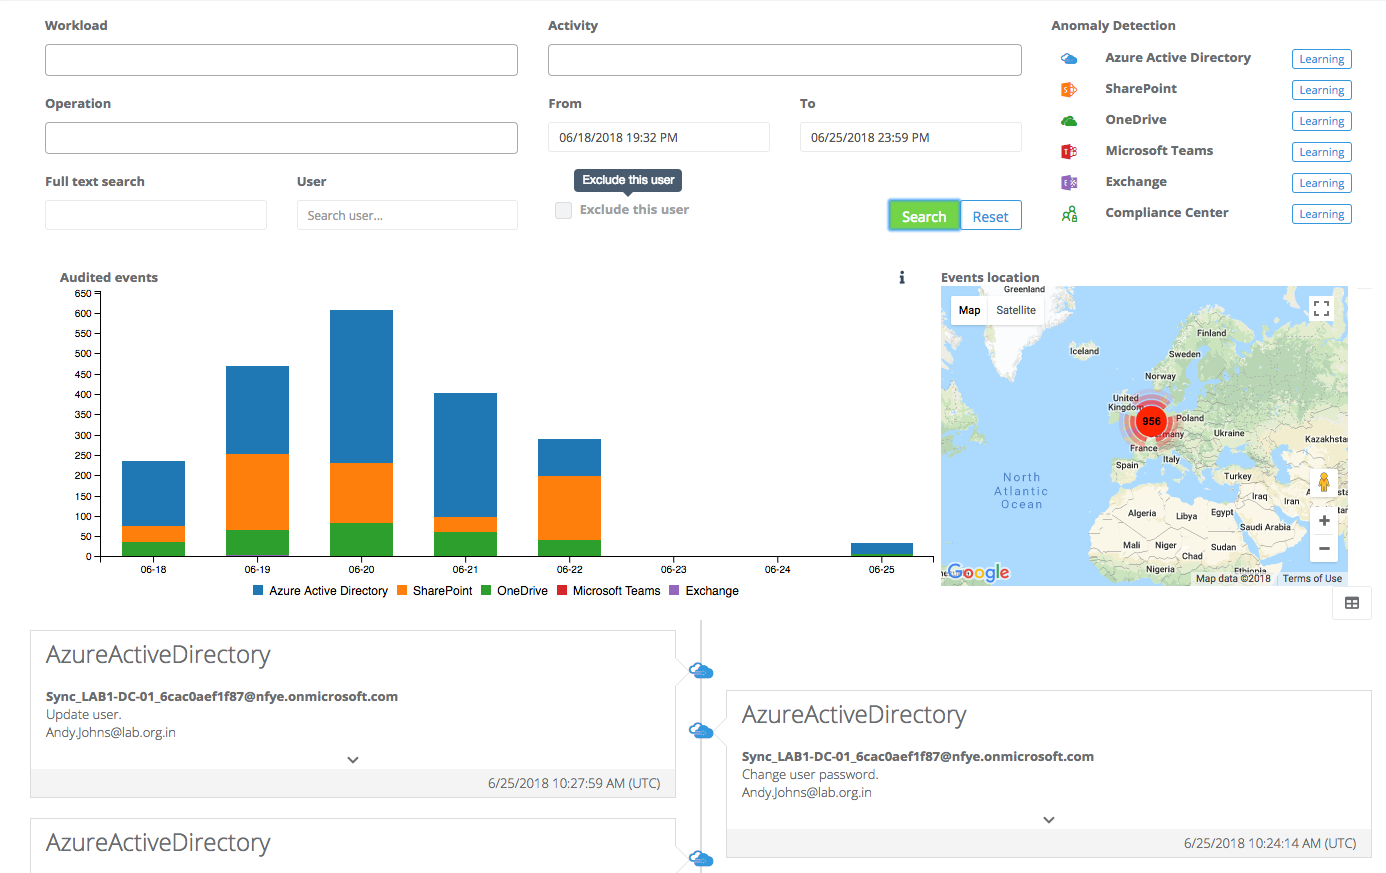 Workload
Activity
Anomaly Detection
Azure Active Directory
Learning
SharePoint
Learning
OneDrive
Learning
Microsoft Teams
Learning
Exchange
Learning
Compliance Center
Learning
Operation
From
06/18/2018 19:32 PM
To
06/25/2018 23:59 PM
Full text search
User
Search user...
Exclude this user
Exclude this user
Search
Reset
Audited events
650
600
550
500
450
400
350
300
250
200
150
100
50
0
06-18
06-19
06-20
06-21
06-22
06-23
06-24
06-25
Azure Active Directory
SharePoint
OneDrive
Microsoft Teams
Exchange
Events location
Map
Satellite
Greenland
Iceland
Finland
Sweden
Norway
United
Kingdom
956
Poland
many
Ukraine
Kazakhsta
France
Italy
Spain
Turkey
North
Atlantic
Ocean
Iraq
Iran
Algeria
Libya
Egypt
Saudi Arabia
Mali
Niger
Chad
Sudan
Nigeria
Ethiopia
Google
Map data ©2018
Terms of Use
AzureActiveDirectory
Sync_LAB1-DC-01_6cac0aef1f87@nfye.onmicrosoft.com
Update user.
Andy.Johns@lab.org.in
6/25/2018 10:27:59 AM (UTC)
AzureActiveDirectory
Sync_LAB1-DC-01_6cac0aef1f87@nfye.onmicrosoft.com
Change user password.
Andy.Johns@lab.org.in
6/25/2018 10:24:14 AM (UTC)
AzureActiveDirectory